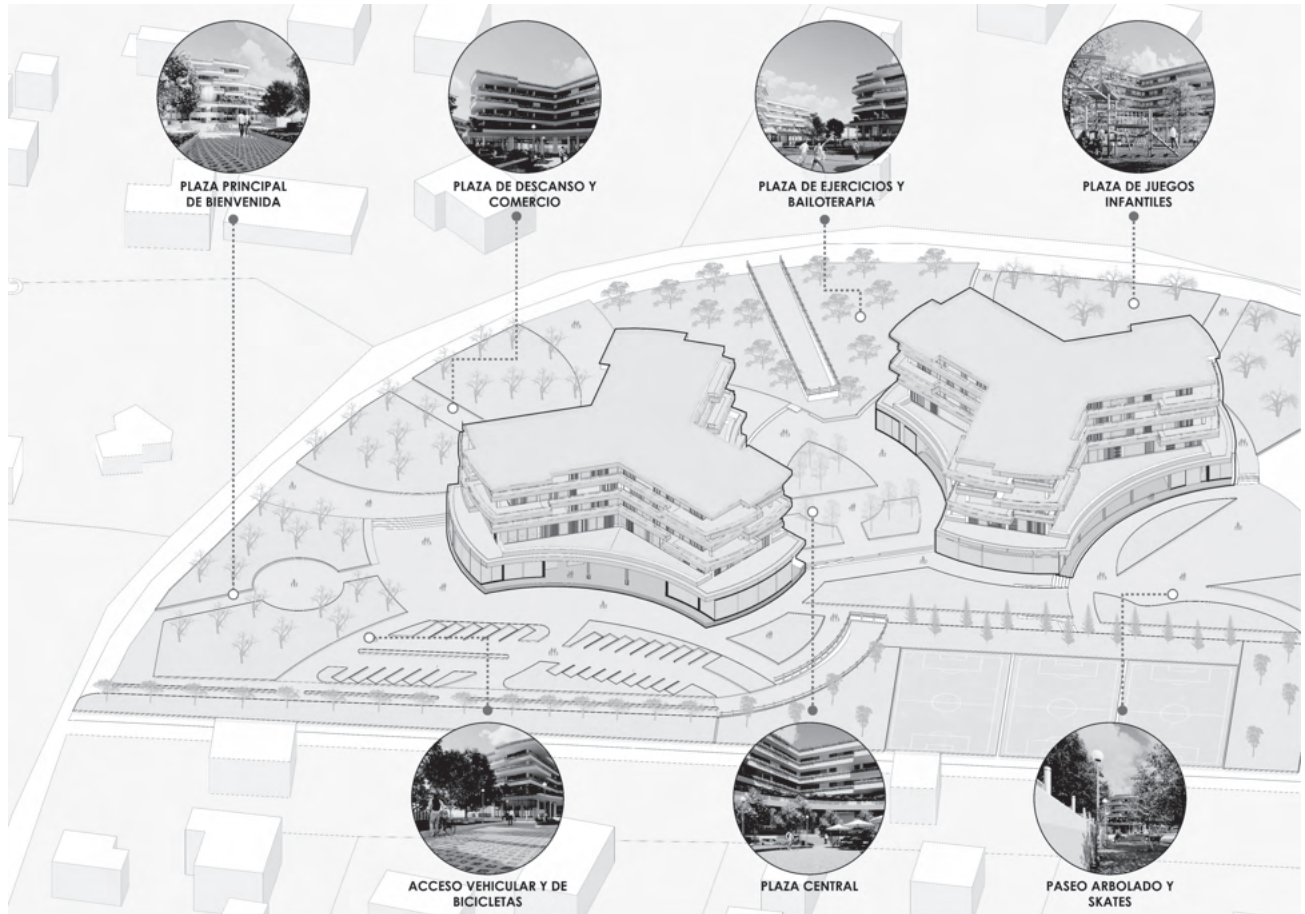 PLAZA PRINCIPAL
DE BIENVENIDA
PLAZA DE DESCANSO Y
COMERCIO
PLAZA DE EJERCICIOS Y
BAILOTERAPIA
PLAZA DE JUEGOS
INFANTILES
ACCESO VEHICULAR Y DE
BICICLETAS
PLAZA CENTRAL
PASEO ARBOLADO Y
SKATES